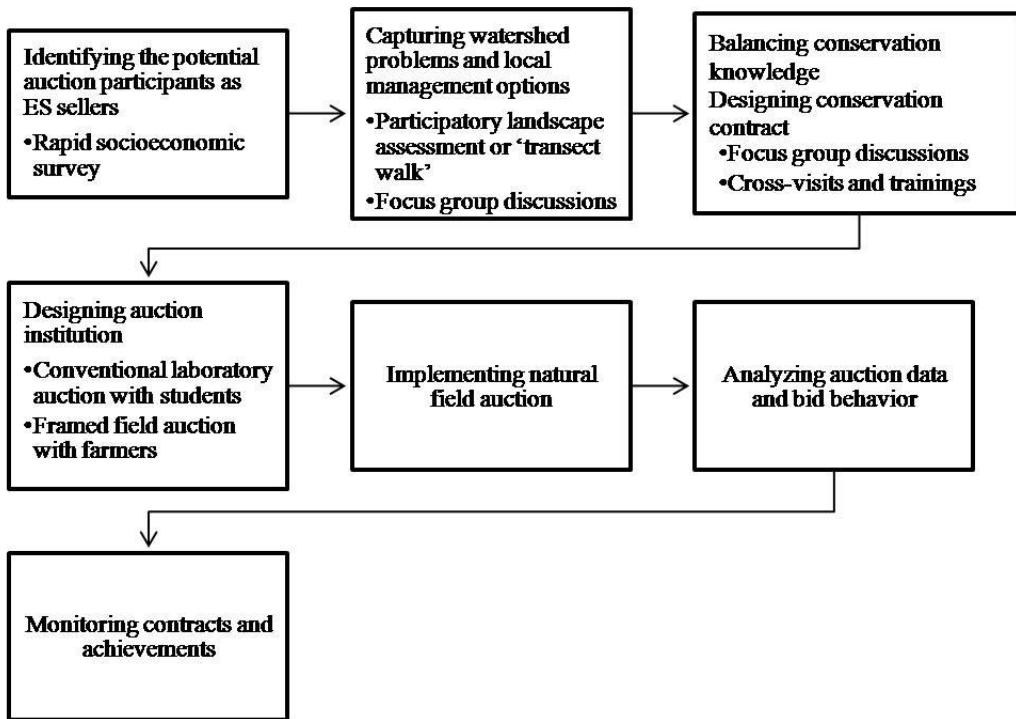 Identifying the potential
auction participants as
ES sellers
•Rapid socioeconomic
survey
Capturing watershed
problems and local
management options
•Participatory landscape
assessment or ‘transect
walk’
•Focus group discussions
Balancing conservation
knowledge
Designing conservation
contract
•Focus group discussions
•Cross-visits and trainings
Designing auction
institution
•Conventional laboratory
auction with students
•Framed field auction
with farmers
Implementing natural
field auction
Analyzing auction data
and bid behavior
Monitoring contracts and
achievements